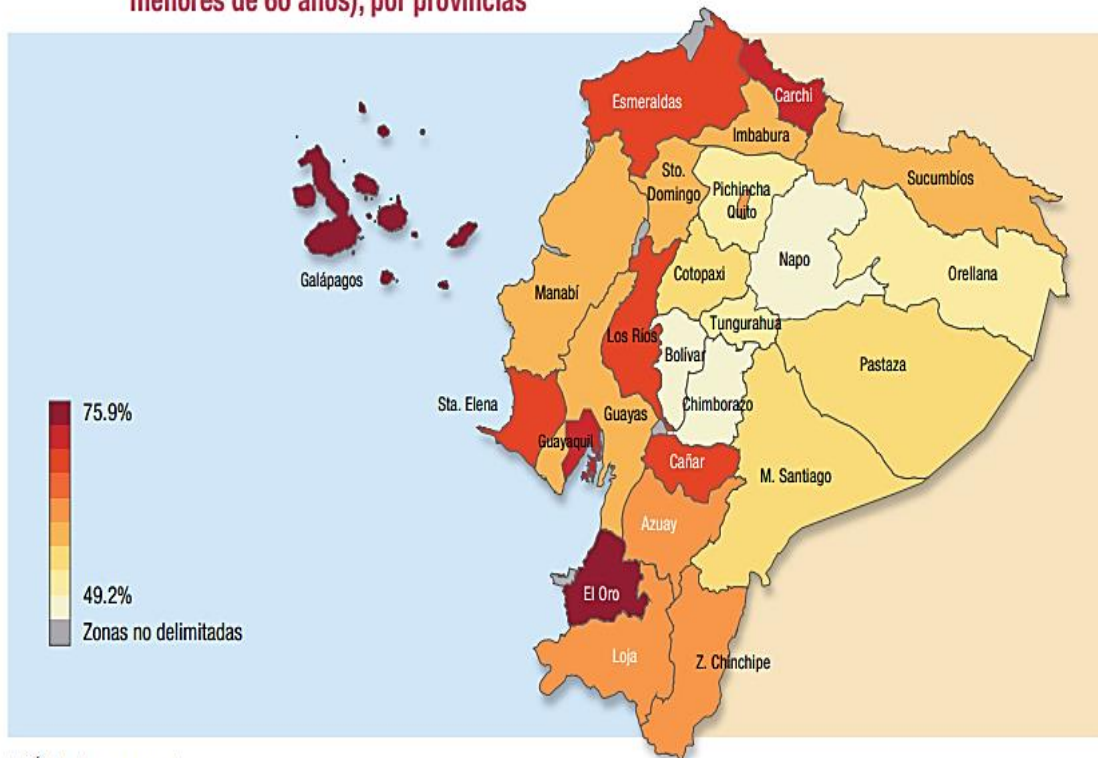 menores de 60 años), por provincias
Esmeraldas
Carchi
Imbabura
Sto.
Domingo
Sucumbíos
Pichincha
Quito
Galápagos
Manabí
Cotopaxi
Napo
Orellana
Los Ríos
Tungurahua
Bolívar
Pastaza
Sta. Elena
Guayas
Chimborazo
Guayaquil
Cañar
M. Santiago
Azuay
El Oro
Loja
Z. Chinchipe
75.9%
49.2%
Zonas no delimitadas